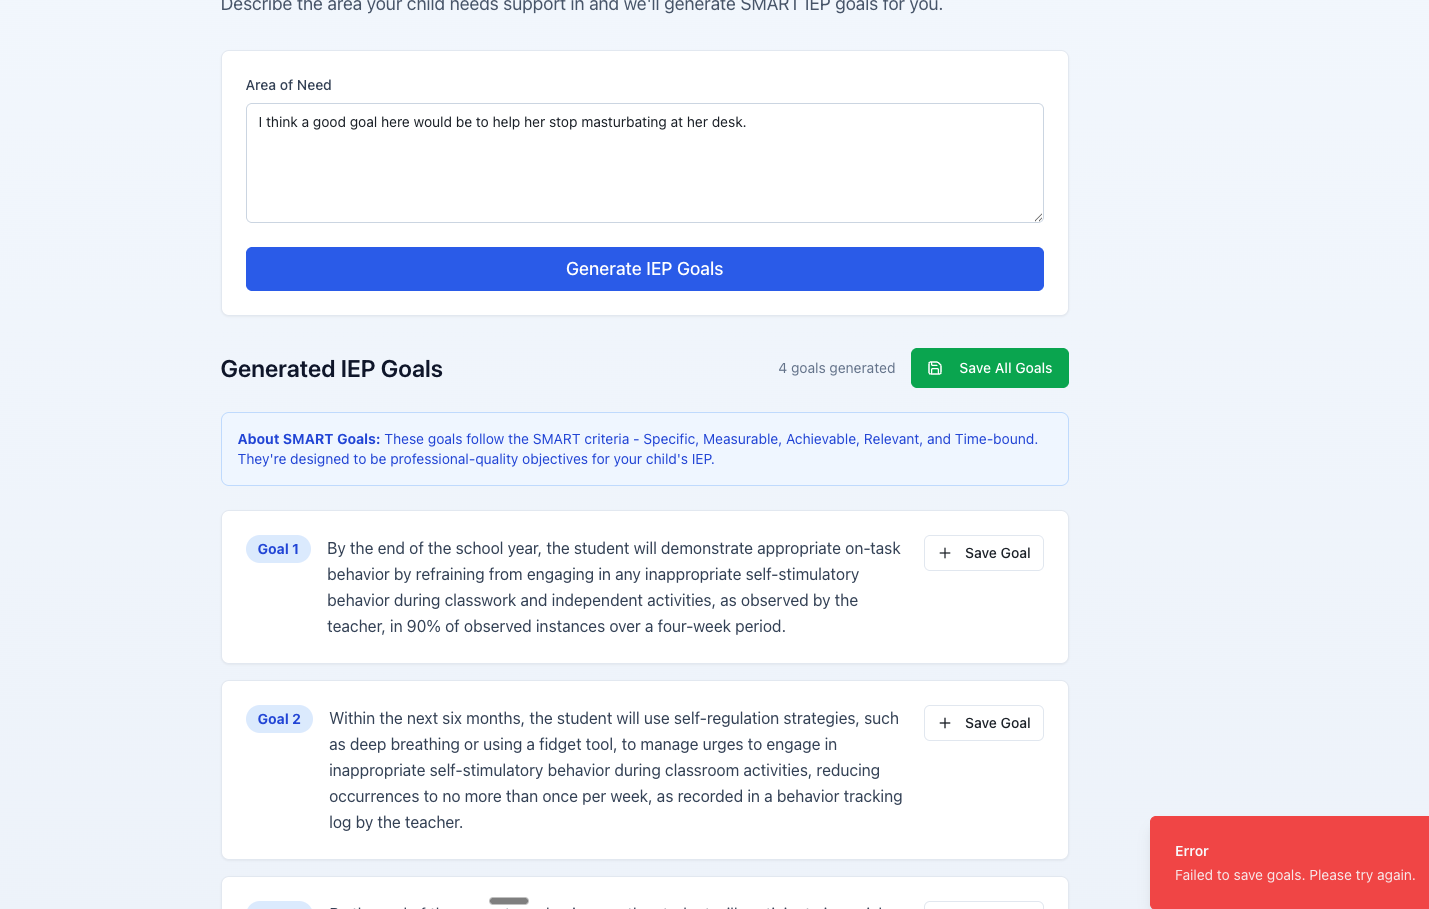 Describe the area your child needs support in and we'll generate SMART IEP goals for you.
Area of Need
I think a good goal here would be to help her stop masturbating at her desk.
Generate IEP Goals
Generated IEP Goals
4 goals generated
Save All Goals
About SMART Goals: These goals follow the SMART criteria - Specific, Measurable, Achievable, Relevant, and Time-bound.
They're designed to be professional-quality objectives for your child's IEP.
Goal 1
By the end of the school year, the student will demonstrate appropriate on-task
behavior by refraining from engaging in any inappropriate self-stimulatory
behavior during classwork and independent activities, as observed by the
teacher, in 90% of observed instances over a four-week period.
Save Goal
Goal 2
Within the next six months, the student will use self-regulation strategies, such
as deep breathing or using a fidget tool, to manage urges to engage in
inappropriate self-stimulatory behavior during classroom activities, reducing
occurrences to no more than once per week, as recorded in a behavior tracking
log by the teacher.
Save Goal
Error
Failed to save goals. Please try again.